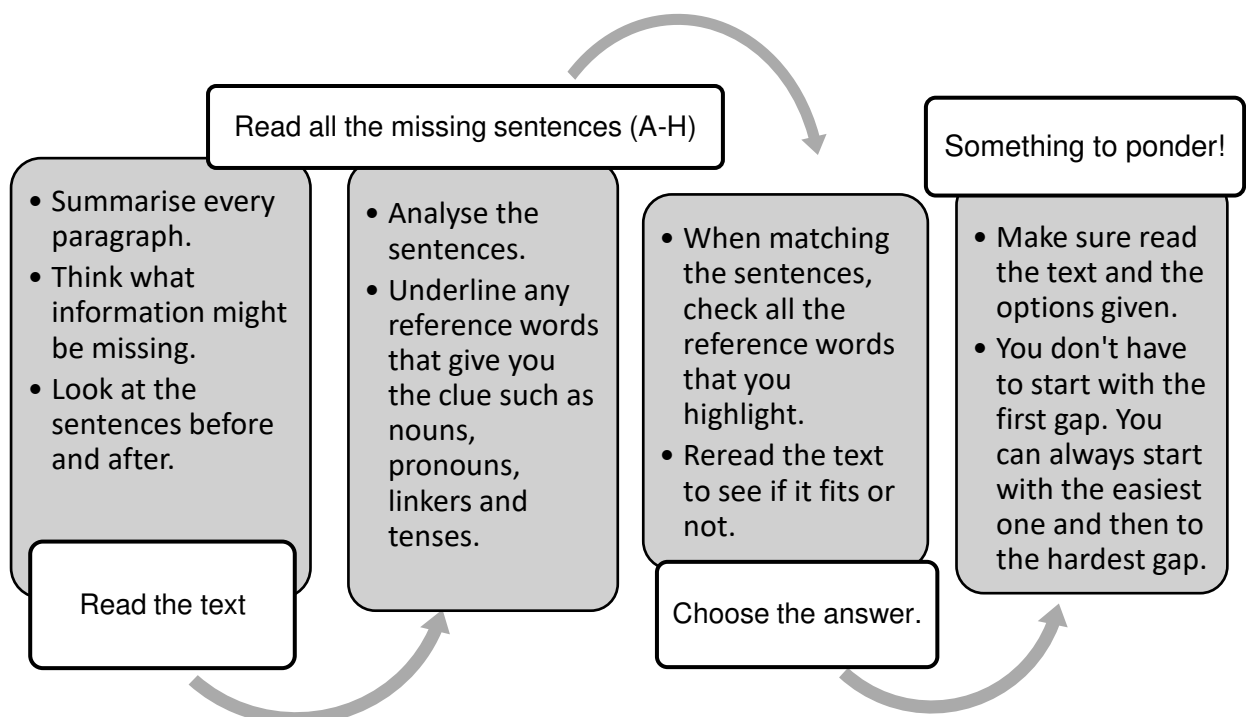 Read all the missing sentences (A-H)
Something to ponder!
• Summarise every
paragraph.
• Think what
information might
be missing.
• Look at the
sentences before
and after.
Read the text
• Analyse the
sentences.
• Underline any
reference words
that give you
the clue such as
nouns,
pronouns,
linkers and
tenses.
• When matching
the sentences,
check all the
reference words
that you
highlight.
• Reread the text
to see if it fits or
not.
Choose the answer.
• Make sure read
the text and the
options given.
• You don't have
to start with the
first gap. You
can always start
with the easiest
one and then to
the hardest gap.